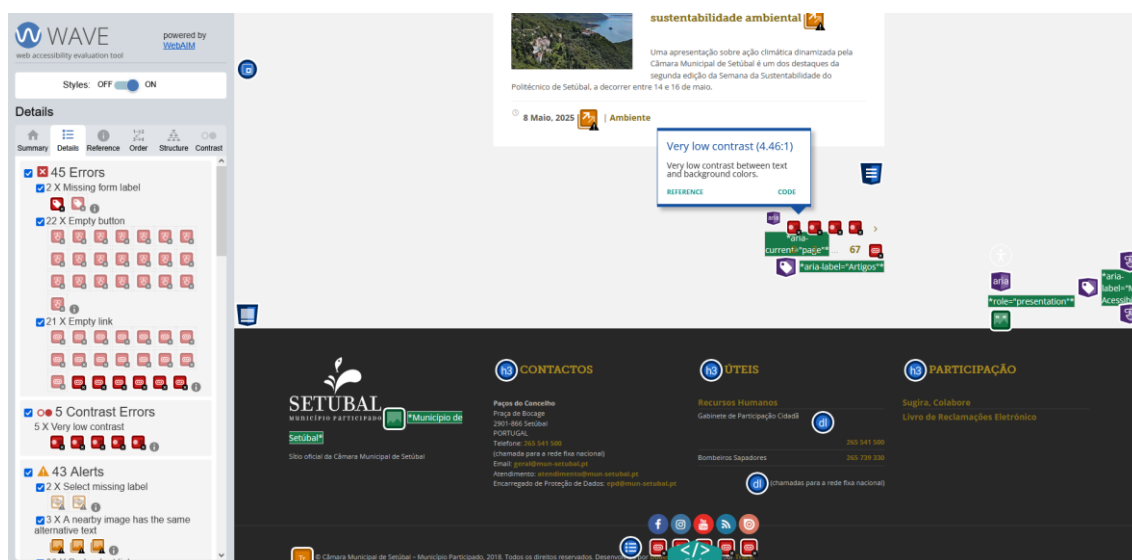 WAVE
powered by
WebAIM
web accessibility evaluation tool
Styles: OFF ON
Details
Summary Details Reference Order Structure Contrast
45 Errors
2 X Missing form label
22 X Empty button
21 X Empty link
5 Contrast Errors
5 X Very low contrast
43 Alerts
2 X Select missing label
3 X A nearby image has the same
alternative text
sustentabilidade ambiental
Uma apresentação sobre ação climática dinamizada pela
Câmara Municipal de Setúbal é um dos destaques da
segunda edição da Semana da Sustentabilidade do
Politécnico de Setúbal, a decorrer entre 14 e 16 de maio.
8 Maio, 2025 | Ambiente
Very low contrast (4.46:1)
Very low contrast between text
and background colors.
REFERENCE CODE
aria
*aria-
current="page"* ... 67
*aria-label="Artigos"*
aria
*role="presentation"*
*aria-
label="M
Acessibi
SETÚBAL
MUNICÍPIO PARTICIPADO
*Município de
Setúbal*
Sítio oficial da Câmara Municipal de Setúbal
h3 CONTACTOS
Paços do Concelho
Praça de Bocage
2901-866 Setúbal
PORTUGAL
Telefone: 265 541 500
(chamada para a rede fixa nacional)
Email: geral@mun-setubal.pt
Atendimento: atendimento@mun-setubal.pt
Encarregado de Proteção de Dados: epd@mun-setubal.pt
h3 ÚTEIS
Recursos Humanos
Gabinete de Participação Cidadã
dl
265 541 500
Bombeiros Sapadores 265 739 330
dl (chamadas para a rede fixa nacional)
h3 PARTICIPAÇÃO
Sugira, Colabore
Livro de Reclamações Eletrónico
© Câmara Municipal de Setúbal – Município Participado, 2018. Todos os direitos reservados. Desenvolvido por
</>